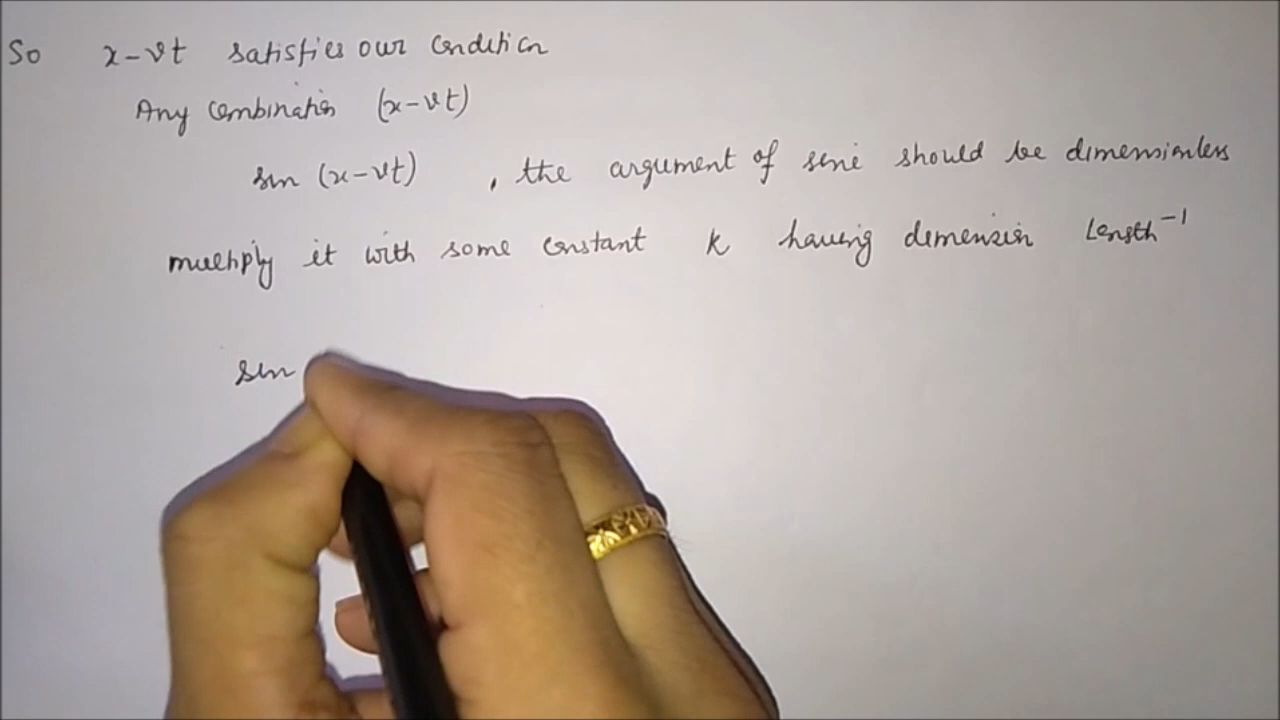 So x-vt satisfies our condition
Any combination (x-vt)
sin (x-vt) , the argument of sine should be dimensionless
multiply it with some constant k having dimension Length⁻¹
sin